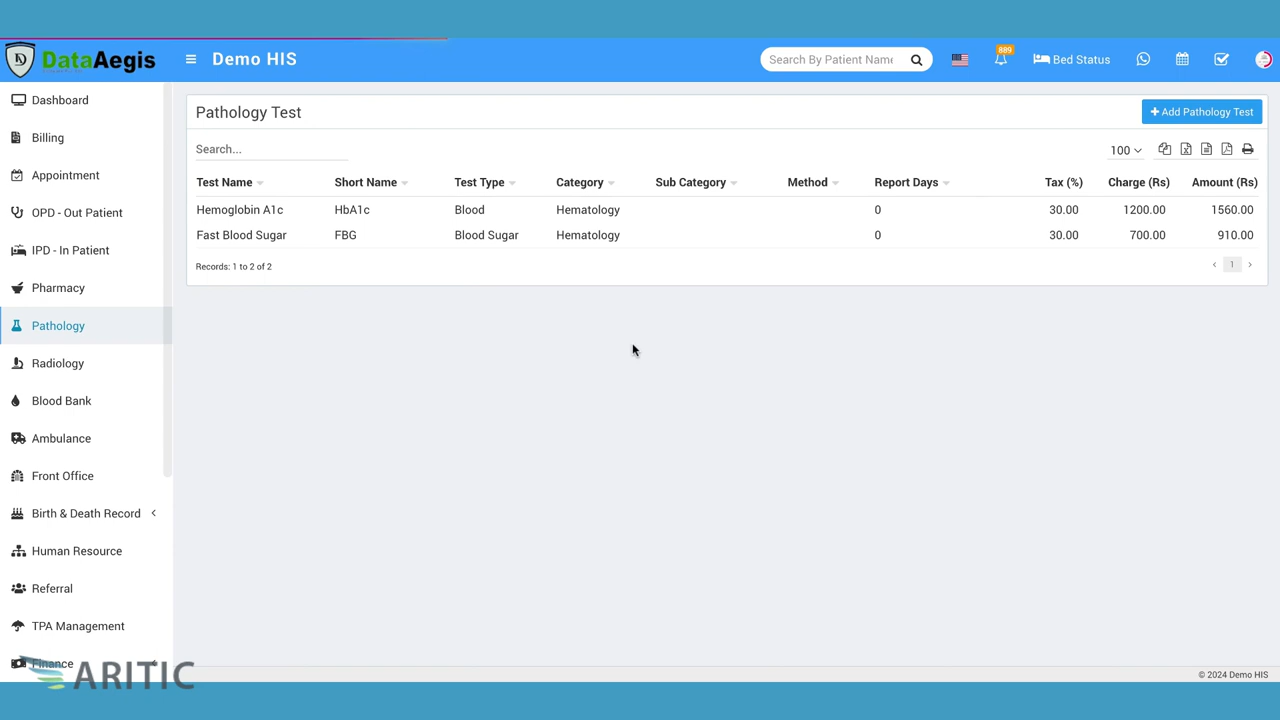 DataAegis
Demo HIS
Search By Patient Name
889
Bed Status
Dashboard
Billing
Appointment
OPD - Out Patient
IPD - In Patient
Pharmacy
Pathology
Radiology
Blood Bank
Ambulance
Front Office
Birth & Death Record
Human Resource
Referral
TPA Management
Finance
ARITIC
Pathology Test
+ Add Pathology Test
Search...
100
Test Name Short Name Test Type Category Sub Category Method Report Days Tax (%) Charge (Rs) Amount (Rs)
Hemoglobin A1c HbA1c Blood Hematology 0 30.00 1200.00 1560.00
Fast Blood Sugar FBG Blood Sugar Hematology 0 30.00 700.00 910.00
Records: 1 to 2 of 2
1
© 2024 Demo HIS